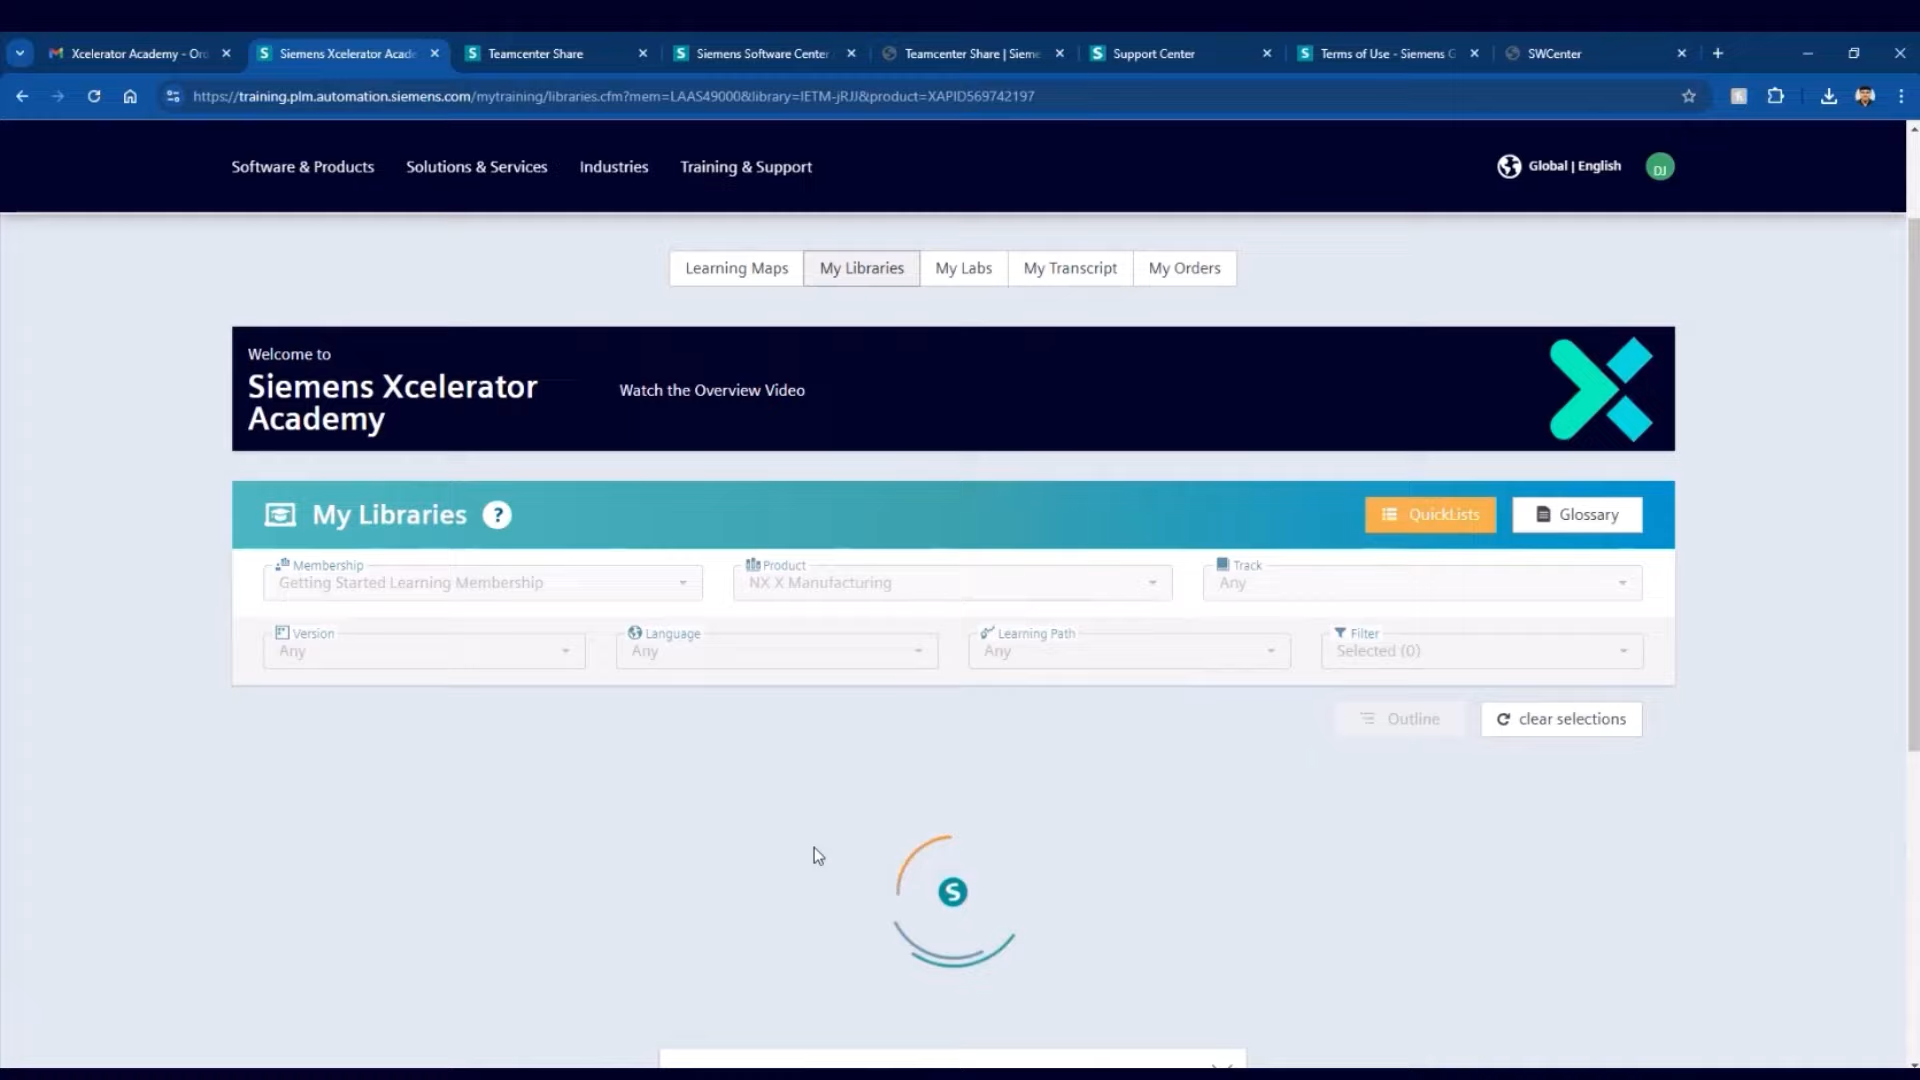 Xcelerator Academy - Orc
Siemens Xcelerator Acade
Teamcenter Share
Siemens Software Center
Teamcenter Share | Sieme
Support Center
Terms of Use - Siemens G
SWCenter
https://training.plm.automation.siemens.com/mytraining/libraries.cfm?mem=LAAS49000&library=IETM-jRJJ&product=XAPID569742197
Software & Products
Solutions & Services
Industries
Training & Support
Global | English
DJ
Learning Maps
My Libraries
My Labs
My Transcript
My Orders
Welcome to
Siemens Xcelerator
Academy
Watch the Overview Video
My Libraries
?
QuickLists
Glossary
Membership
Getting Started Learning Membership
Product
NX X Manufacturing
Track
Any
Version
Any
Language
Any
Learning Path
Any
Filter
Selected (0)
Outline
clear selections
S